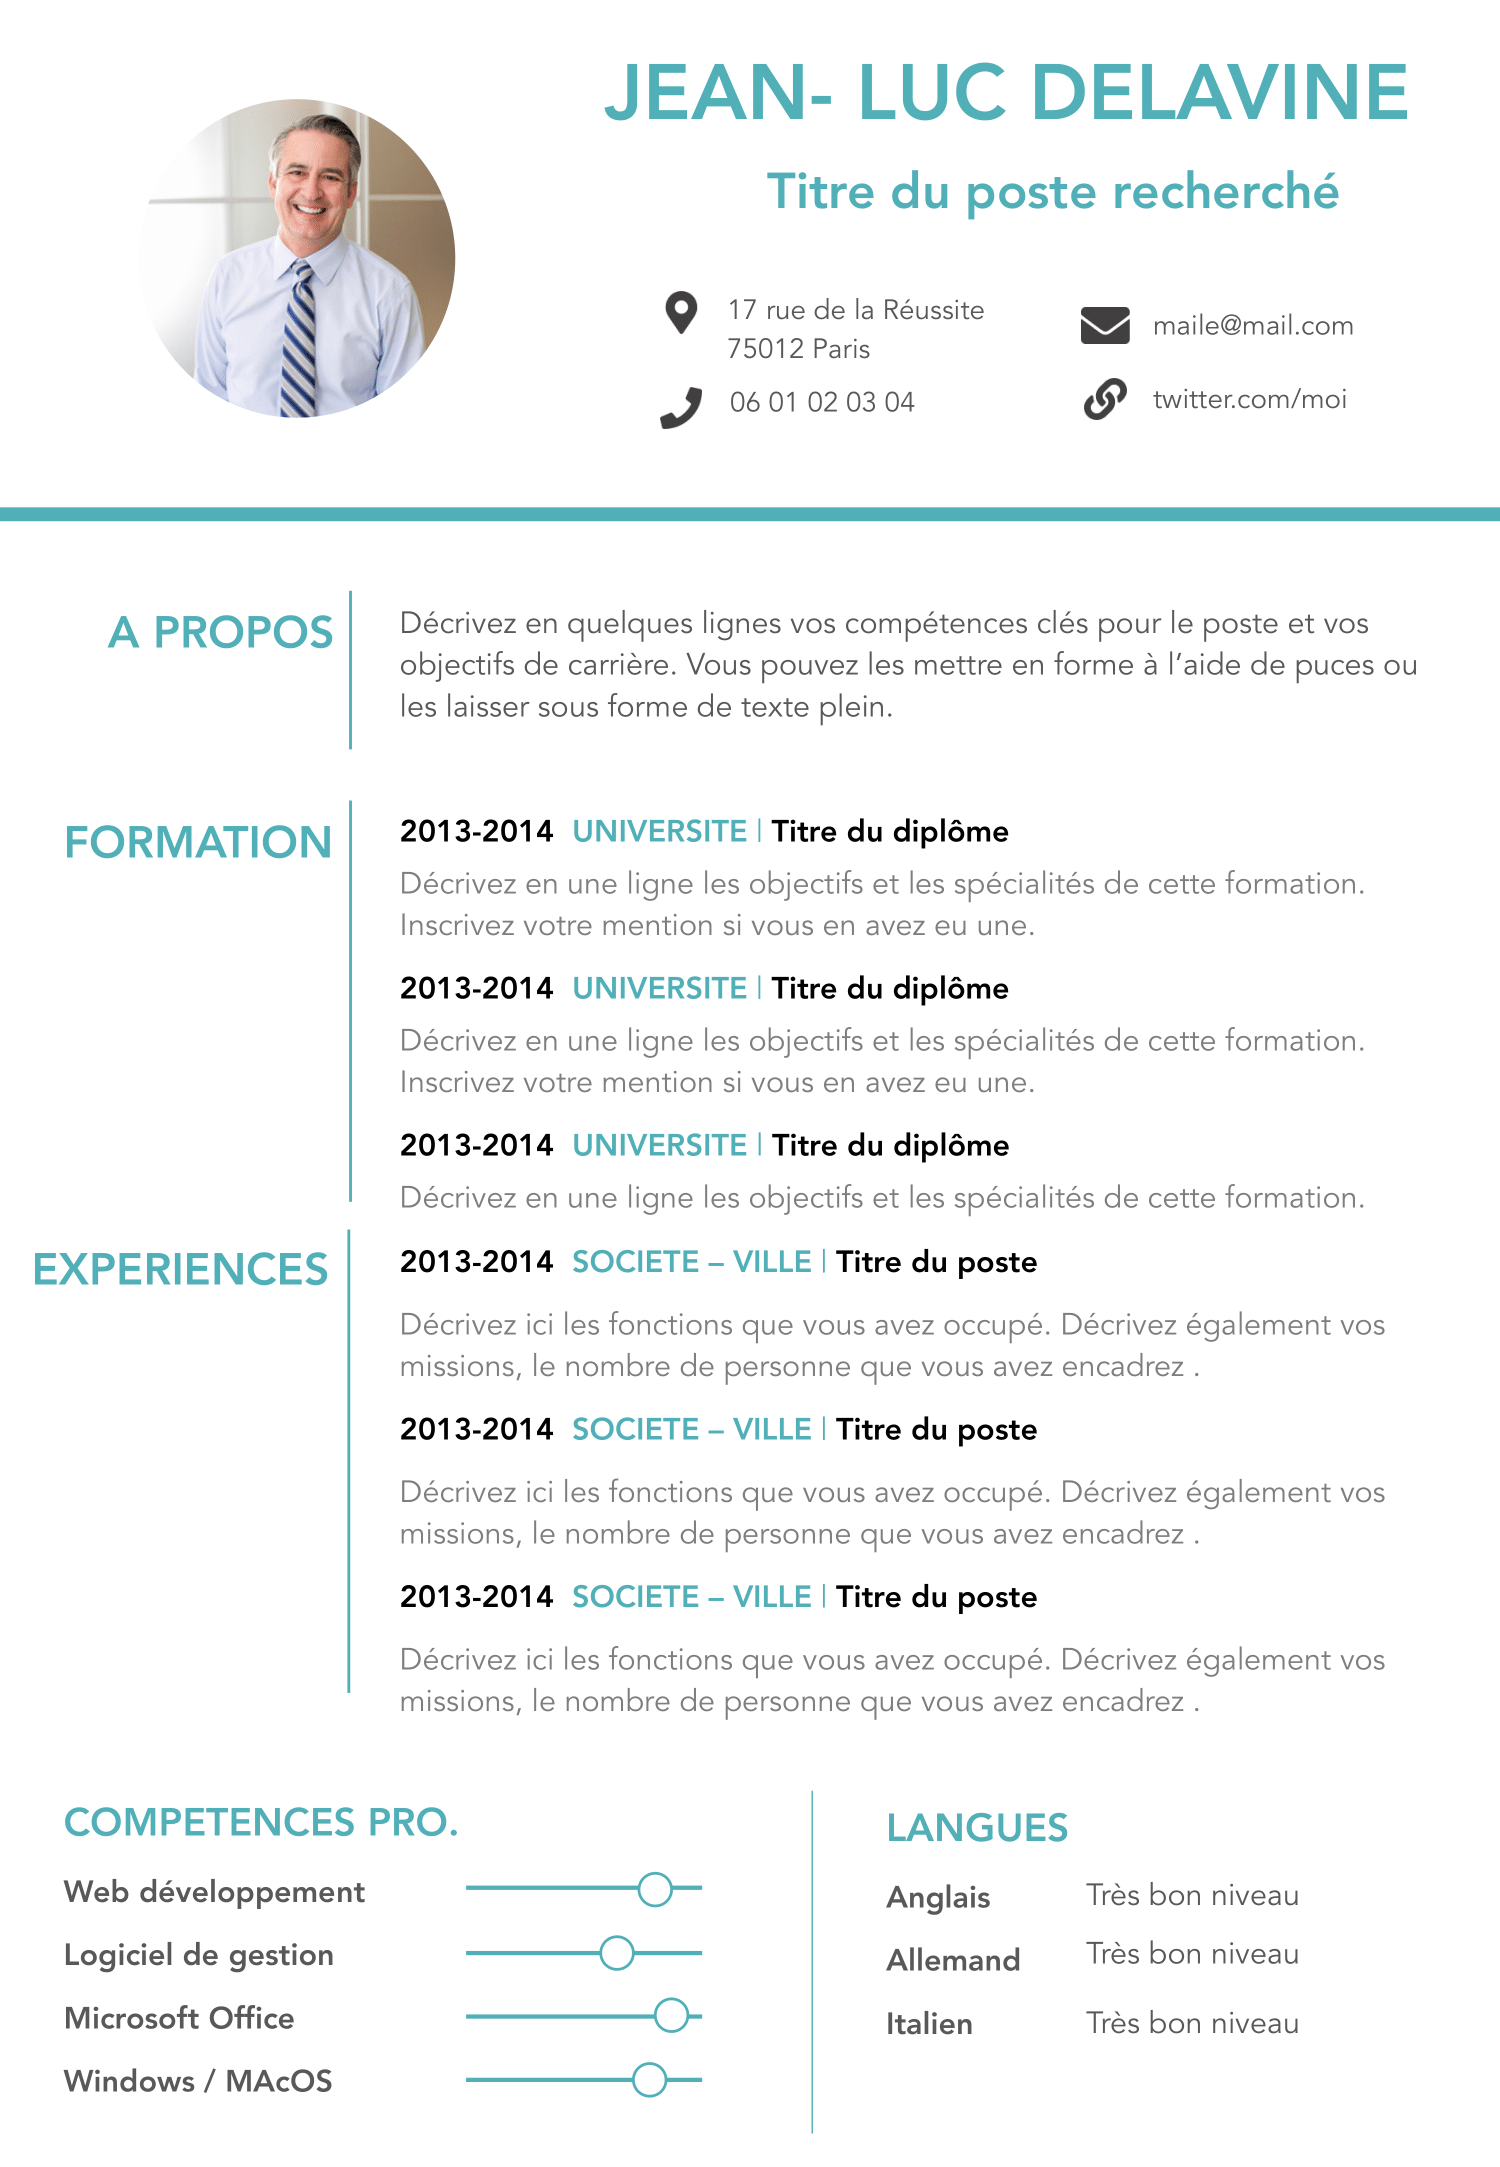 JEAN- LUC DELAVINE
Titre du poste recherché
17 rue de la Réussite
75012 Paris
06 01 02 03 04
maile@mail.com
twitter.com/moi
A PROPOS
Décrivez en quelques lignes vos compétences clés pour le poste et vos
objectifs de carrière. Vous pouvez les mettre en forme à l’aide de puces ou
les laisser sous forme de texte plein.
FORMATION
2013-2014 UNIVERSITE | Titre du diplôme
Décrivez en une ligne les objectifs et les spécialités de cette formation.
Inscrivez votre mention si vous en avez eu une.
2013-2014 UNIVERSITE | Titre du diplôme
Décrivez en une ligne les objectifs et les spécialités de cette formation.
Inscrivez votre mention si vous en avez eu une.
2013-2014 UNIVERSITE | Titre du diplôme
Décrivez en une ligne les objectifs et les spécialités de cette formation.
EXPERIENCES
2013-2014 SOCIETE – VILLE | Titre du poste
Décrivez ici les fonctions que vous avez occupé. Décrivez également vos
missions, le nombre de personne que vous avez encadrez .
2013-2014 SOCIETE – VILLE | Titre du poste
Décrivez ici les fonctions que vous avez occupé. Décrivez également vos
missions, le nombre de personne que vous avez encadrez .
2013-2014 SOCIETE – VILLE | Titre du poste
Décrivez ici les fonctions que vous avez occupé. Décrivez également vos
missions, le nombre de personne que vous avez encadrez .
COMPETENCES PRO.
Web développement
Logiciel de gestion
Microsoft Office
Windows / MAcOS
LANGUES
Anglais Très bon niveau
Allemand Très bon niveau
Italien Très bon niveau